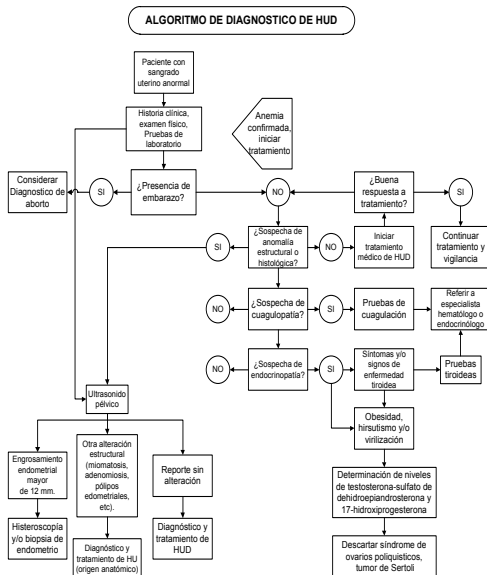 ALGORITMO DE DIAGNOSTICO DE HUD
Paciente con
sangrado
uterino anormal
Historia clínica,
examen físico,
Pruebas de
laboratorio
Anemia
confirmada,
iniciar
tratamiento
Considerar
Diagnostico de
aborto
SI
¿Presencia de
embarazo?
NO
¿Buena
respuesta a
tratamiento?
SI
SI
¿Sospecha de
anomalía
estructural o
histológica?
NO
Iniciar
tratamiento
médico de HUD
Continuar
tratamiento y
vigilancia
NO
¿Sospecha de
coagulopatía?
SI
Pruebas de
coagulación
Referir a
especialista
hematólogo o
endocrinólogo
NO
¿Sospecha de
endocrinopatía?
SI
Síntomas y/o
signos de
enfermedad
tiroidea
Pruebas
tiroideas
Ultrasonido
pélvico
Obesidad,
hirsutismo y/o
virilización
Engrosamiento
endometrial
mayor
de 12 mm.
Otra alteración
estructural
(miomatosis,
adenomiosis,
pólipos
edometriales,
etc).
Reporte sin
alteración
Determinación de niveles
de testosterona-sulfato de
dehidroepiandrosterona y
17-hidroxiprogesterona
Histeroscopía
y/o biopsia de
endometrio
Diagnóstico y
tratamiento de HU
(origen anatómico)
Diagnóstico y
tratamiento de
HUD
Descartar síndrome de
ovarios poliquísticos,
tumor de Sertoli